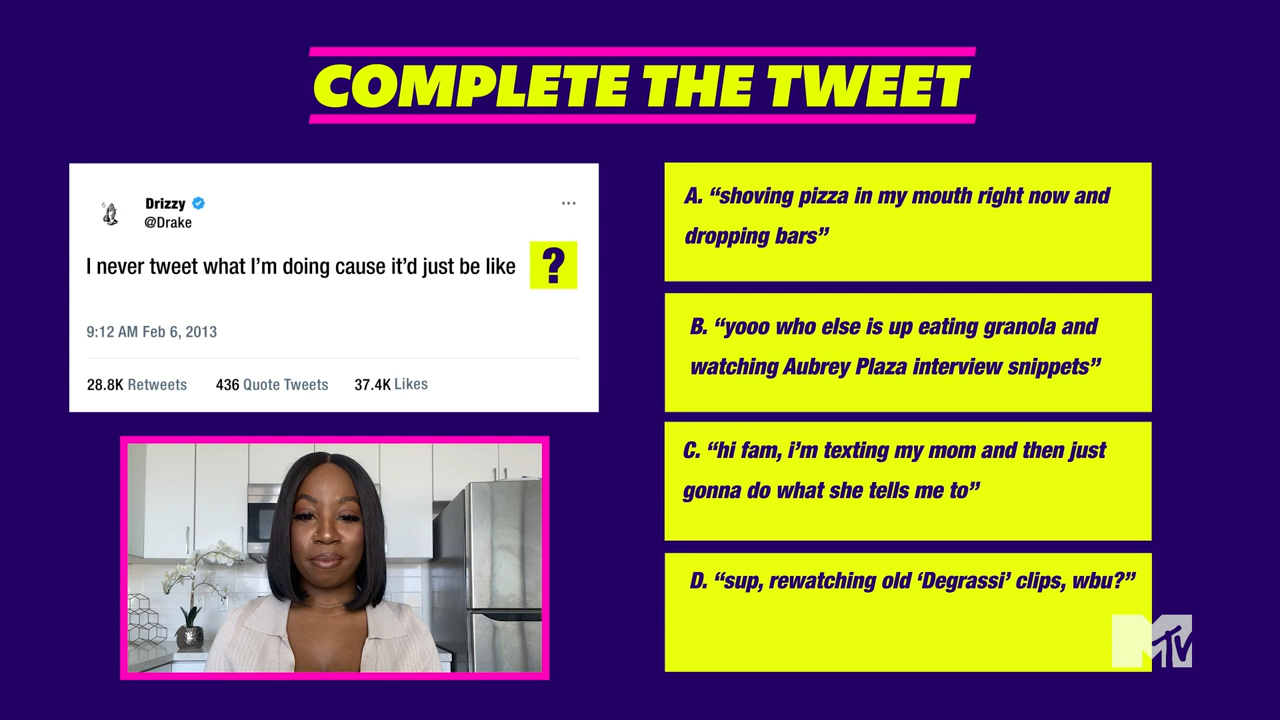 COMPLETE THE TWEET
Drizzy
@Drake
I never tweet what I’m doing cause it’d just be like ?
9:12 AM Feb 6, 2013
28.8K Retweets 436 Quote Tweets 37.4K Likes
A. “shoving pizza in my mouth right now and
dropping bars”
B. “yooo who else is up eating granola and
watching Aubrey Plaza interview snippets”
C. “hi fam, i’m texting my mom and then just
gonna do what she tells me to”
D. “sup, rewatching old ‘Degrassi’ clips, wbu?”
MTV